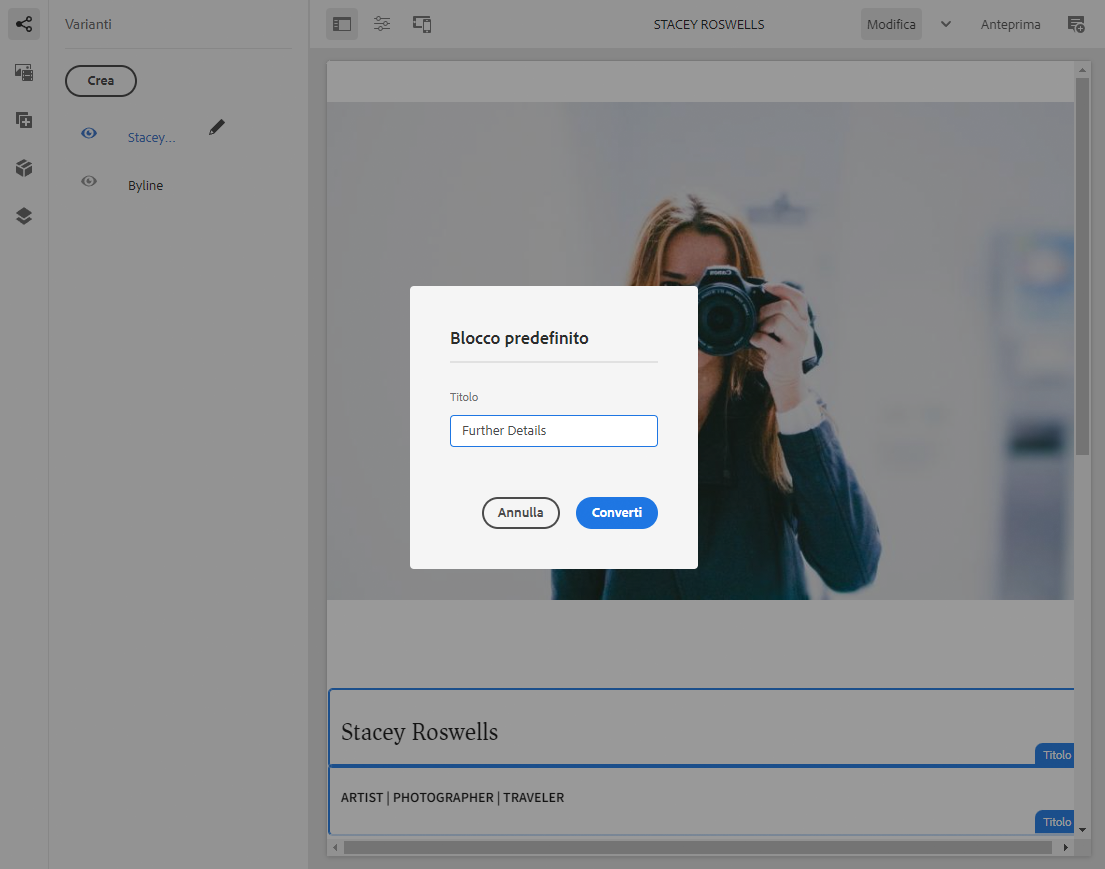 Varianti
STACEY ROSWELLS
Modifica
Anteprima
Crea
Stacey...
Byline
Canon
Blocco predefinito
Titolo
Further Details
Annulla
Converti
Stacey Roswells
Titolo
ARTIST | PHOTOGRAPHER | TRAVELER
Titolo